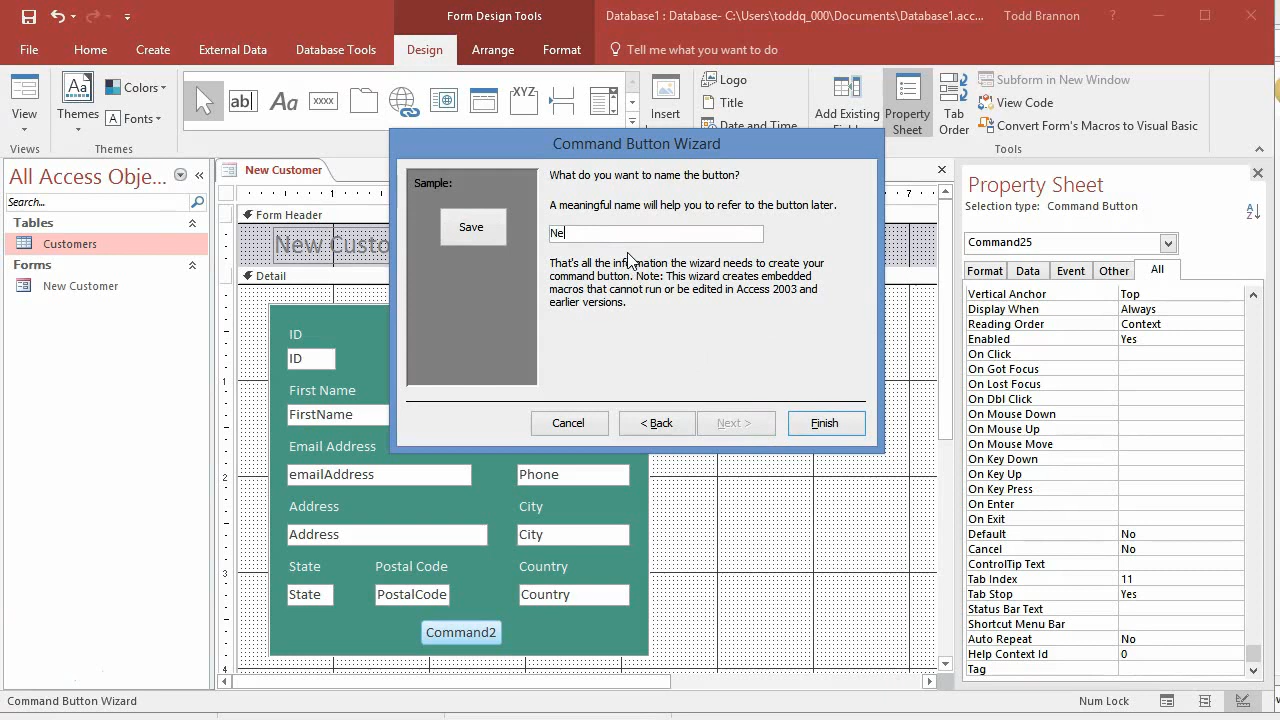 Form Design Tools
Database1 : Database- C:\Users\toddq_000\Documents\Database1.acc...
Todd Brannon
?
File
Home
Create
External Data
Database Tools
Design
Arrange
Format
Tell me what you want to do
View
Themes
Colors
Fonts
Aa
ab|
Aa
xxxx
XYZ
Insert
Logo
Title
Date and Time
Add Existing
Property
Sheet
Tab
Order
Subform in New Window
View Code
Convert Form's Macros to Visual Basic
Views
Themes
Tools
All Access Obje...
Search...
Tables
Customers
Forms
New Customer
New Customer
7
Form Header
New Custo
Detail
1
2
3
4
ID
ID
First Name
FirstName
Email Address
emailAddress
Phone
Address
City
Address
City
State
Postal Code
Country
State
PostalCode
Country
Command2
Command Button Wizard
Sample:
Save
What do you want to name the button?
A meaningful name will help you to refer to the button later.
Ne
That's all the information the wizard needs to create your
command button. Note: This wizard creates embedded
macros that cannot run or be edited in Access 2003 and
earlier versions.
Cancel
< Back
Next >
Finish
Property Sheet
Selection type: Command Button
Command25
Format
Data
Event
Other
All
Vertical Anchor Top
Display When Always
Reading Order Context
Enabled Yes
On Click
On Got Focus
On Lost Focus
On Dbl Click
On Mouse Down
On Mouse Up
On Mouse Move
On Key Down
On Key Up
On Key Press
On Enter
On Exit
Default No
Cancel No
ControlTip Text
Tab Index 11
Tab Stop Yes
Status Bar Text
Shortcut Menu Bar
Auto Repeat No
Help Context Id 0
Tag
Command Button Wizard
Num Lock